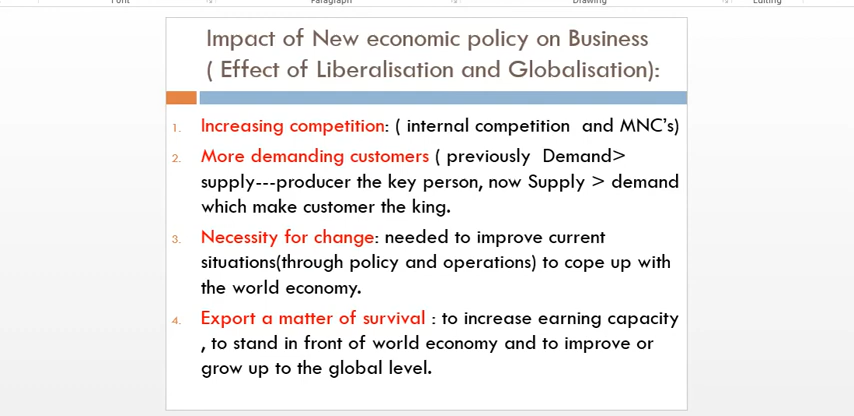 Impact of New economic policy on Business
( Effect of Liberalisation and Globalisation):
1. Increasing competition: ( internal competition and MNC's)
2. More demanding customers ( previously Demand>
supply---producer the key person, now Supply > demand
which make customer the king.
3. Necessity for change: needed to improve current
situations(through policy and operations) to cope up with
the world economy.
4. Export a matter of survival : to increase earning capacity
, to stand in front of world economy and to improve or
grow up to the global level.